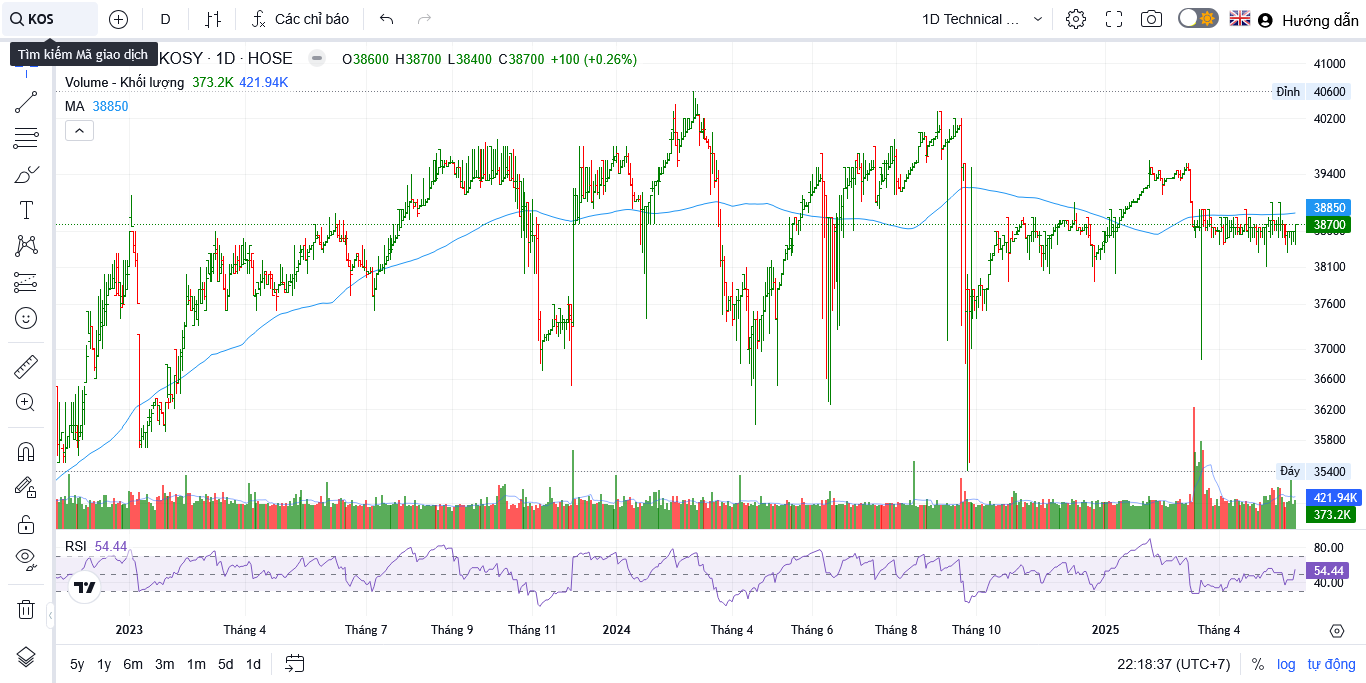 KOS
D
Các chỉ báo
1D Technical ...
Hướng dẫn
Tìm kiếm Mã giao dịch
KOSY · 1D · HOSE
O38600 H38700 L38400 C38700 +100 (+0.26%)
Volume - Khối lượng 373.2K 421.94K
MA 38850
41000
Đỉnh 40600
40200
39400
38850
38700
38100
37600
37000
36600
36200
35800
Đáy 35400
421.94K
373.2K
RSI 54.44
80.00
54.44
40.00
2023
Tháng 4
Tháng 7
Tháng 9
Tháng 11
2024
Tháng 4
Tháng 6
Tháng 8
Tháng 10
2025
Tháng 4
5y 1y 6m 3m 1m 5d 1d
22:18:37 (UTC+7)
% log tự động